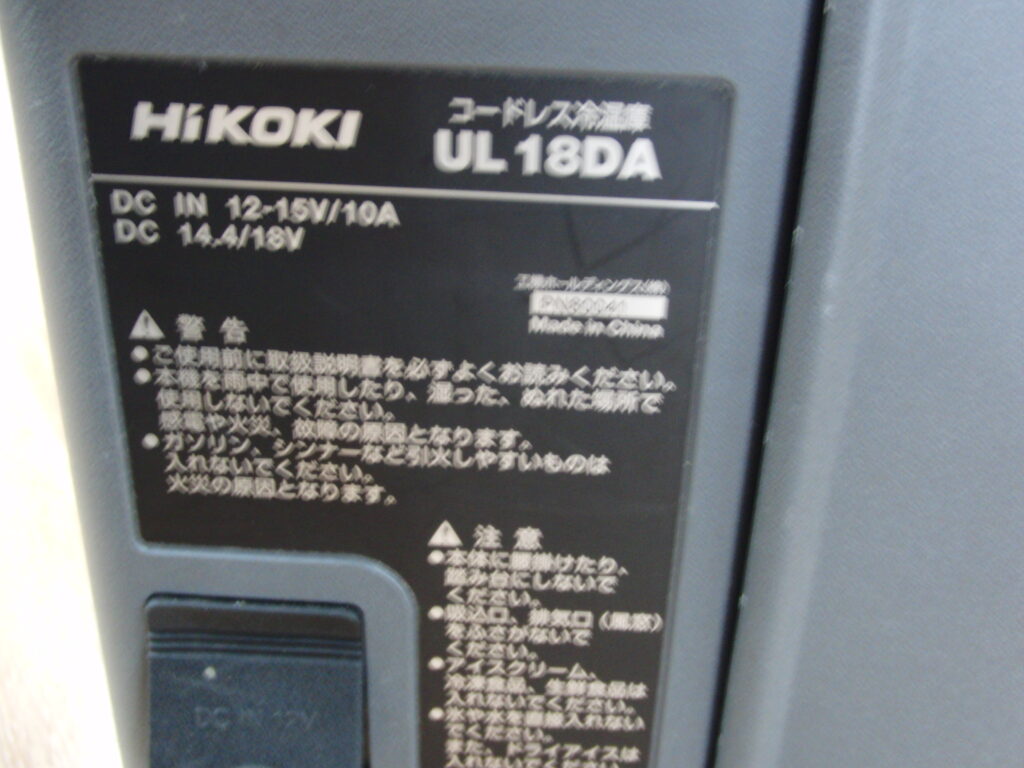 HiKOKI
コードレス冷温庫
UL 18DA
DC IN 12-15V/10A
DC 14.4/18V
工機ホールディングス(株)
Made in China
警告
●ご使用前に取扱説明書を必ずよくお読みください。
●本機を雨中で使用したり、湿った、ぬれた場所で
使用しないでください。
感電や火災、故障の原因となります。
●ガソリン、シンナーなど引火しやすいものは
入れないでください。
火災の原因となります。
注意
●本体に腰掛けたり、
踏み台にしないで
ください。
●吸込口、排気口(風窓)
をふさがないで
ください。
●アイスクリーム、
冷凍食品、生鮮食品は
入れないでください。
●氷や水を直接入れない
でください。
また、ドライアイスは
入れないでください。
DC IN 12V